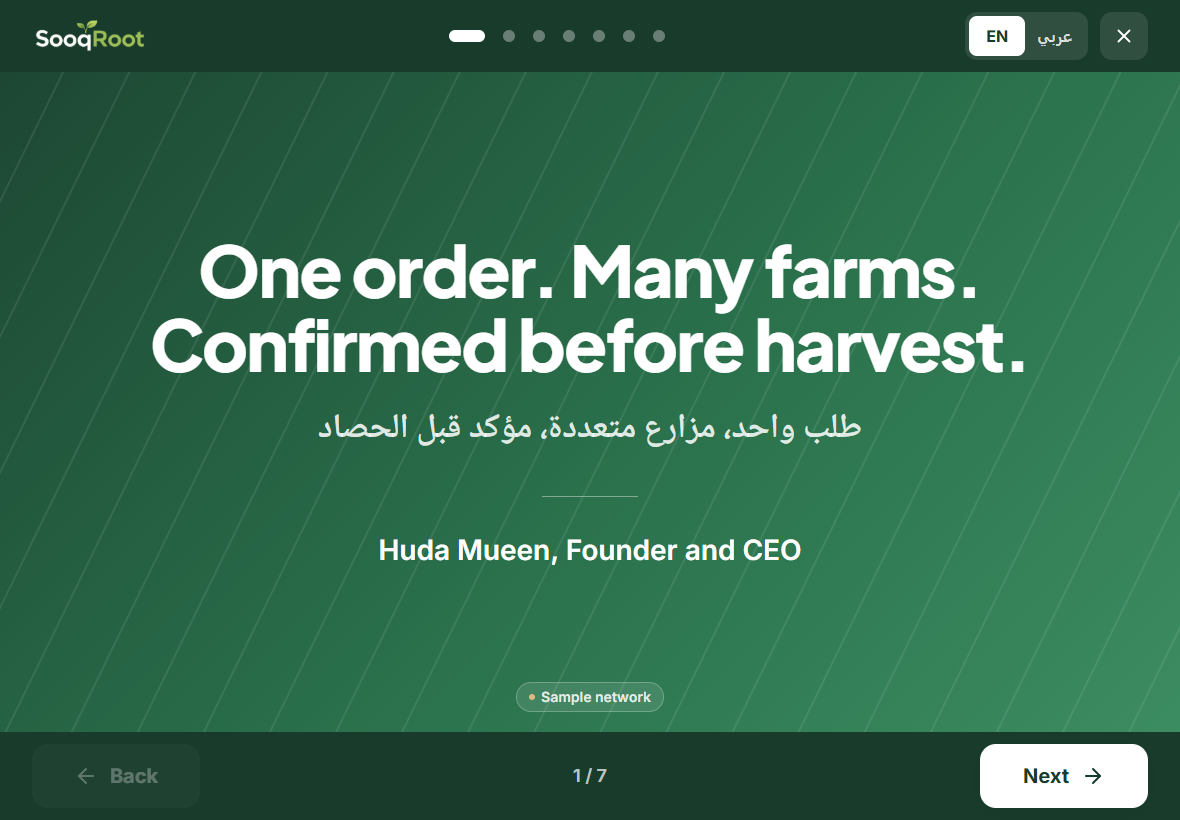 SooqRoot
EN
عربي
One order. Many farms.
Confirmed before harvest.
طلب واحد، مزارع متعددة، مؤكد قبل الحصاد
Huda Mueen, Founder and CEO
Sample network
Back
1 / 7
Next